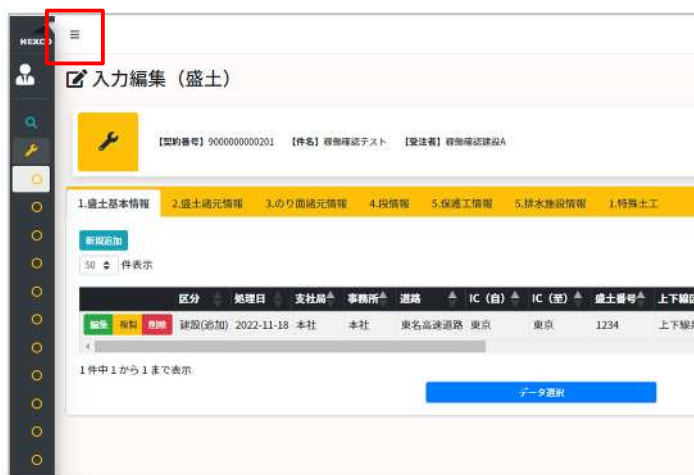 NEXCO
入力編集（盛土）
【契約番号】9000000000201 【件名】稼働確認テスト 【受注者】稼働確認建設A
1.盛土基本情報 2.盛土諸元情報 3.のり面諸元情報 4.段情報 5.保護工情報 5.排水施設情報 1.特殊土工
新規追加
50 件表示
区分 処理日 支社局 事務所 道路 IC（自） IC（至） 盛土番号 上下線区
編集 複製 削除 建設(追加) 2022-11-18 本社 本社 東名高速道路 東京 東京 1234 上下線
1 件中 1 から 1 まで表示
データ選択